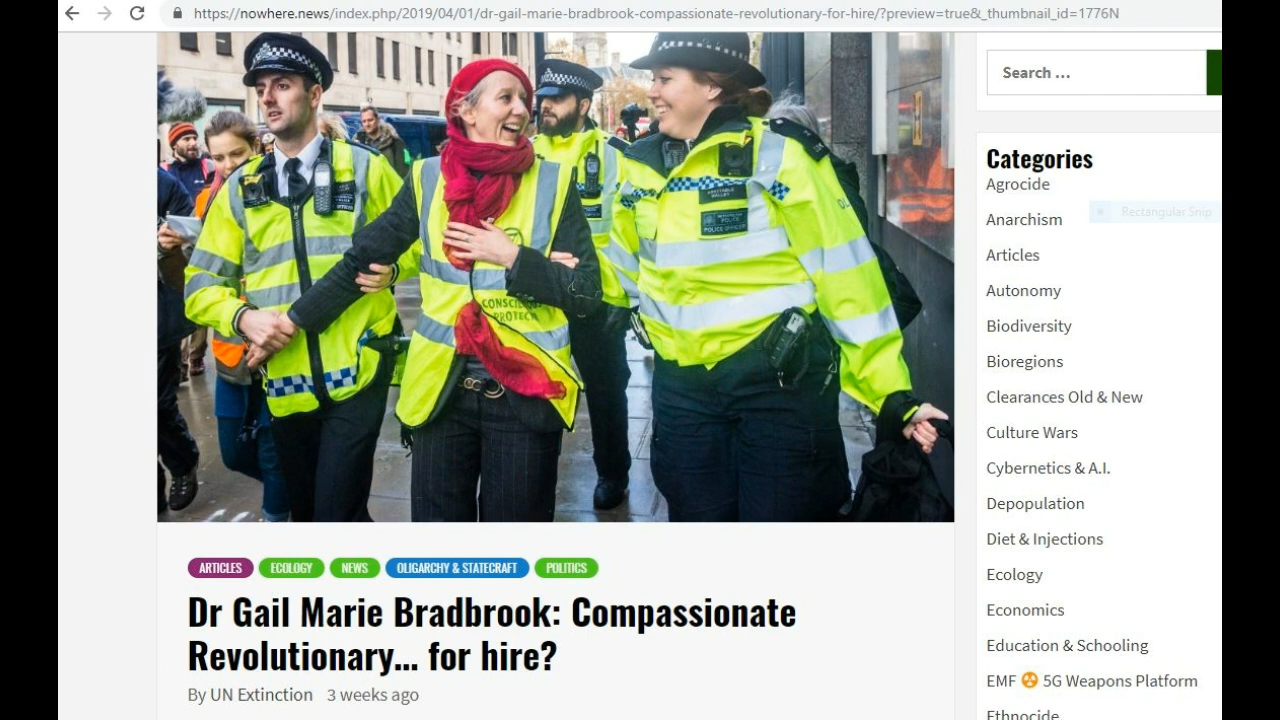 https://nowhere.news/index.php/2019/04/01/dr-gail-marie-bradbrook-compassionate-revolutionary-for-hire/?preview=true&_thumbnail_id=1776N
Search ...
Categories
Agrocide
Rectangular Snip
Anarchism
Articles
Autonomy
Biodiversity
Bioregions
Clearances Old & New
Culture Wars
Cybernetics & A.I.
Depopulation
Diet & Injections
Ecology
Economics
Education & Schooling
EMF ☢ 5G Weapons Platform
Ethnocide
POLICE OFFICER
ARTICLES ECOLOGY NEWS OLIGARCHY & STATECRAFT POLITICS
Dr Gail Marie Bradbrook: Compassionate
Revolutionary... for hire?
By UN Extinction 3 weeks ago